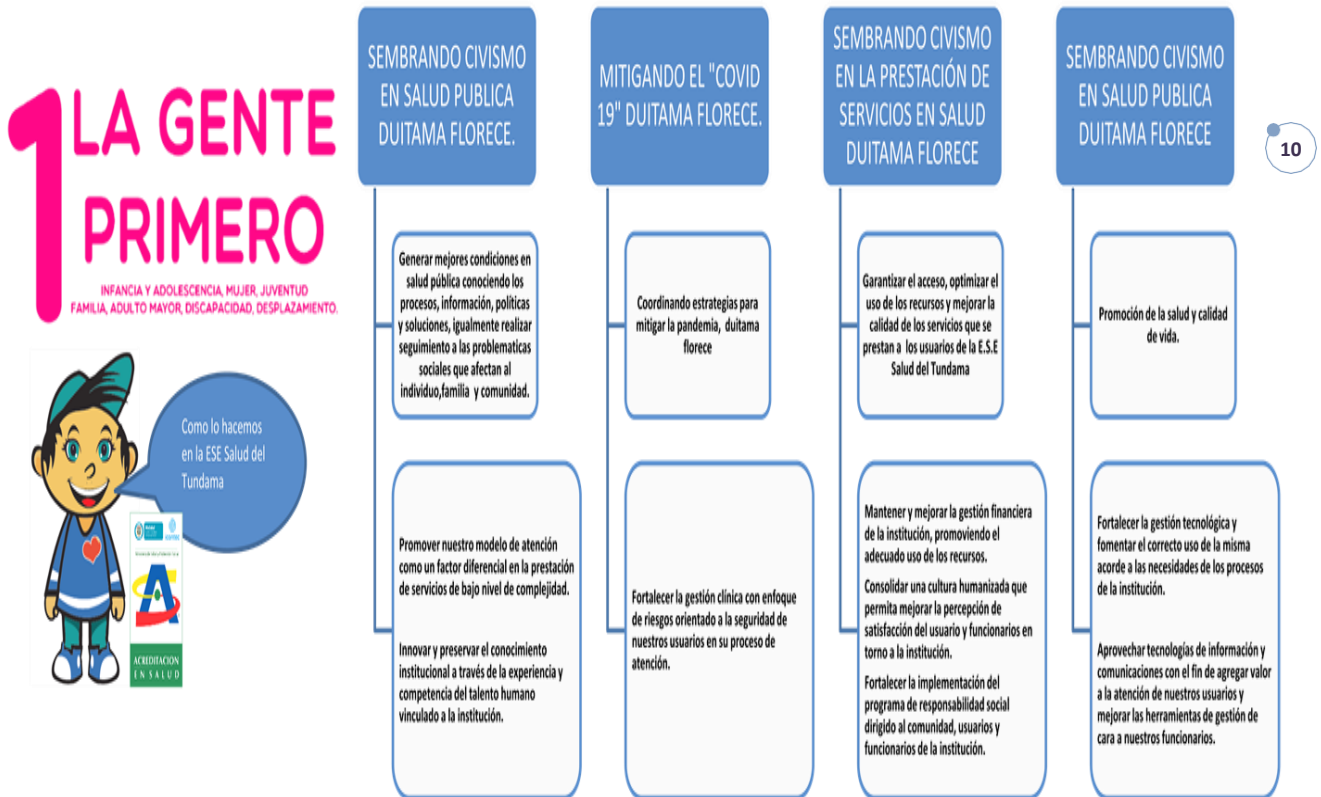 1 LA GENTE
PRIMERO
INFANCIA Y ADOLESCENCIA, MUJER, JUVENTUD
FAMILIA, ADULTO MAYOR, DISCAPACIDAD, DESPLAZAMIENTO.
Como lo hacemos
en la ESE Salud del
Tundama
ACREDITACION
EN SALUD
SEMBRANDO CIVISMO
EN SALUD PUBLICA
DUITAMA FLORECE.
Generar mejores condiciones en
salud pública conociendo los
procesos, información, políticas
y soluciones, igualmente realizar
seguimiento a las problematicas
sociales que afectan al
individuo,familia y comunidad.
Promover nuestro modelo de atención
como un factor diferencial en la prestación
de servicios de bajo nivel de complejidad.
Innovar y preservar el conocimiento
institucional a través de la experiencia y
competencia del talento humano
vinculado a la institución.
MITIGANDO EL "COVID
19" DUITAMA FLORECE.
Coordinando estrategias para
mitigar la pandemia, duitama
florece
Fortalecer la gestión clínica con enfoque
de riesgos orientado a la seguridad de
nuestros usuarios en su proceso de
atención.
SEMBRANDO CIVISMO
EN LA PRESTACIÓN DE
SERVICIOS EN SALUD
DUITAMA FLORECE
Garantizar el acceso, optimizar el
uso de los recursos y mejorar la
calidad de los servicios que se
prestan a los usuarios de la E.S.E
Salud del Tundama
Mantener y mejorar la gestión financiera
de la institución, promoviendo el
adecuado uso de los recursos.
Consolidar una cultura humanizada que
permita mejorar la percepción de
satisfacción del usuario y funcionarios en
torno a la institución.
Fortalecer la implementación del
programa de responsabilidad social
dirigido al comunidad, usuarios y
funcionarios de la institución.
SEMBRANDO CIVISMO
EN SALUD PUBLICA
DUITAMA FLORECE
Promoción de la salud y calidad
de vida.
Fortalecer la gestión tecnológica y
fomentar el correcto uso de la misma
acorde a las necesidades de los procesos
de la institución.
Aprovechar tecnologías de información y
comunicaciones con el fin de agregar valor
a la atención de nuestros usuarios y
mejorar las herramientas de gestión de
cara a nuestros funcionarios.
10